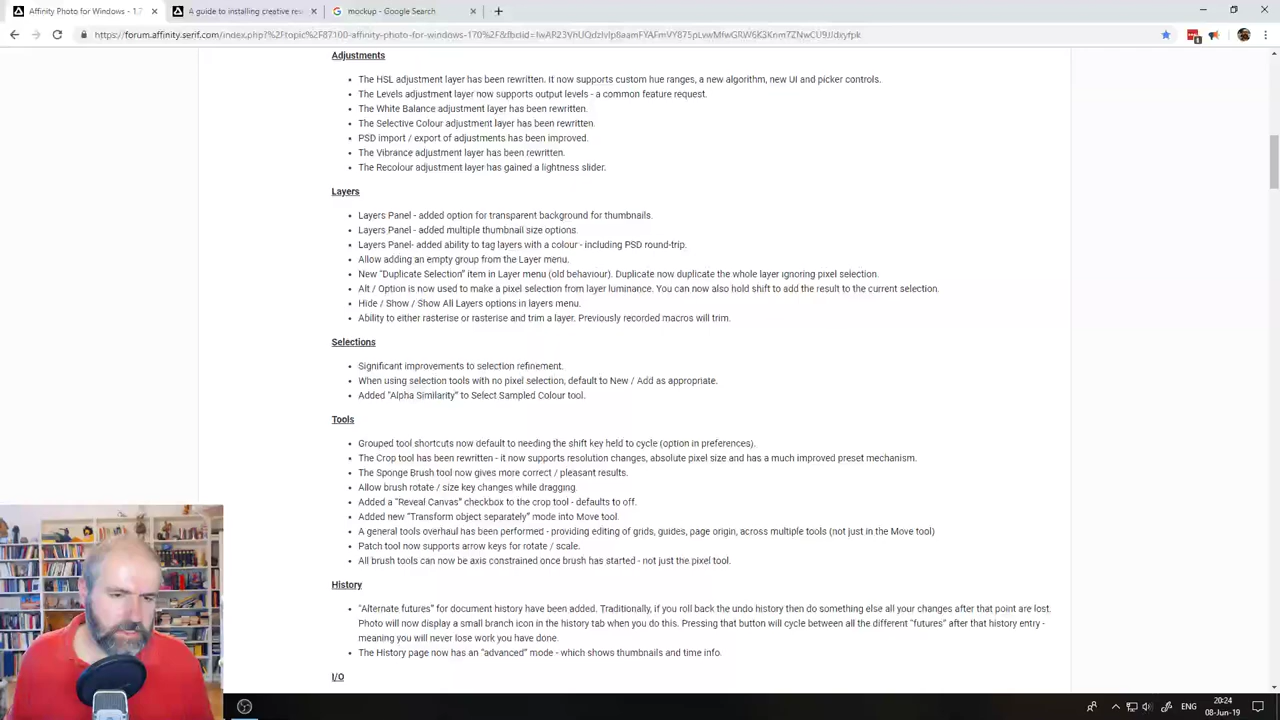 Affinity Photo for Windows - 1.7
A guide to installing creative res
mockup - Google Search
Adjustments
• The HSL adjustment layer has been rewritten. It now supports custom hue ranges, a new algorithm, new UI and picker controls.
• The Levels adjustment layer now supports output levels - a common feature request.
• The White Balance adjustment layer has been rewritten.
• The Selective Colour adjustment layer has been rewritten.
• PSD import / export of adjustments has been improved.
• The Vibrance adjustment layer has been rewritten.
• The Recolour adjustment layer has gained a lightness slider.
Layers
• Layers Panel - added option for transparent background for thumbnails.
• Layers Panel - added multiple thumbnail size options.
• Layers Panel- added ability to tag layers with a colour - including PSD round-trip.
• Allow adding an empty group from the Layer menu.
• New “Duplicate Selection” item in Layer menu (old behaviour). Duplicate now duplicate the whole layer ignoring pixel selection.
• Alt / Option is now used to make a pixel selection from layer luminance. You can now also hold shift to add the result to the current selection.
• Hide / Show / Show All Layers options in layers menu.
• Ability to either rasterise or rasterise and trim a layer. Previously recorded macros will trim.
Selections
• Significant improvements to selection refinement.
• When using selection tools with no pixel selection, default to New / Add as appropriate.
• Added “Alpha Similarity” to Select Sampled Colour tool.
Tools
• Grouped tool shortcuts now default to needing the shift key held to cycle (option in preferences).
• The Crop tool has been rewritten - it now supports resolution changes, absolute pixel size and has a much improved preset mechanism.
• The Sponge Brush tool now gives more correct / pleasant results.
• Allow brush rotate / size key changes while dragging.
• Added a “Reveal Canvas” checkbox to the crop tool - defaults to off.
• Added new “Transform object separately” mode into Move tool.
• A general tools overhaul has been performed - providing editing of grids, guides, page origin, across multiple tools (not just in the Move tool)
• Patch tool now supports arrow keys for rotate / scale.
• All brush tools can now be axis constrained once brush has started - not just the pixel tool.
History
• “Alternate futures” for document history have been added. Traditionally, if you roll back the undo history then do something else all your changes after that point are lost.
Photo will now display a small branch icon in the history tab when you do this. Pressing that button will cycle between all the different “futures” after that history entry -
meaning you will never lose work you have done.
• The History page now has an “advanced” mode - which shows thumbnails and time info.
I/O
ENG
20:24
08-Jun-19